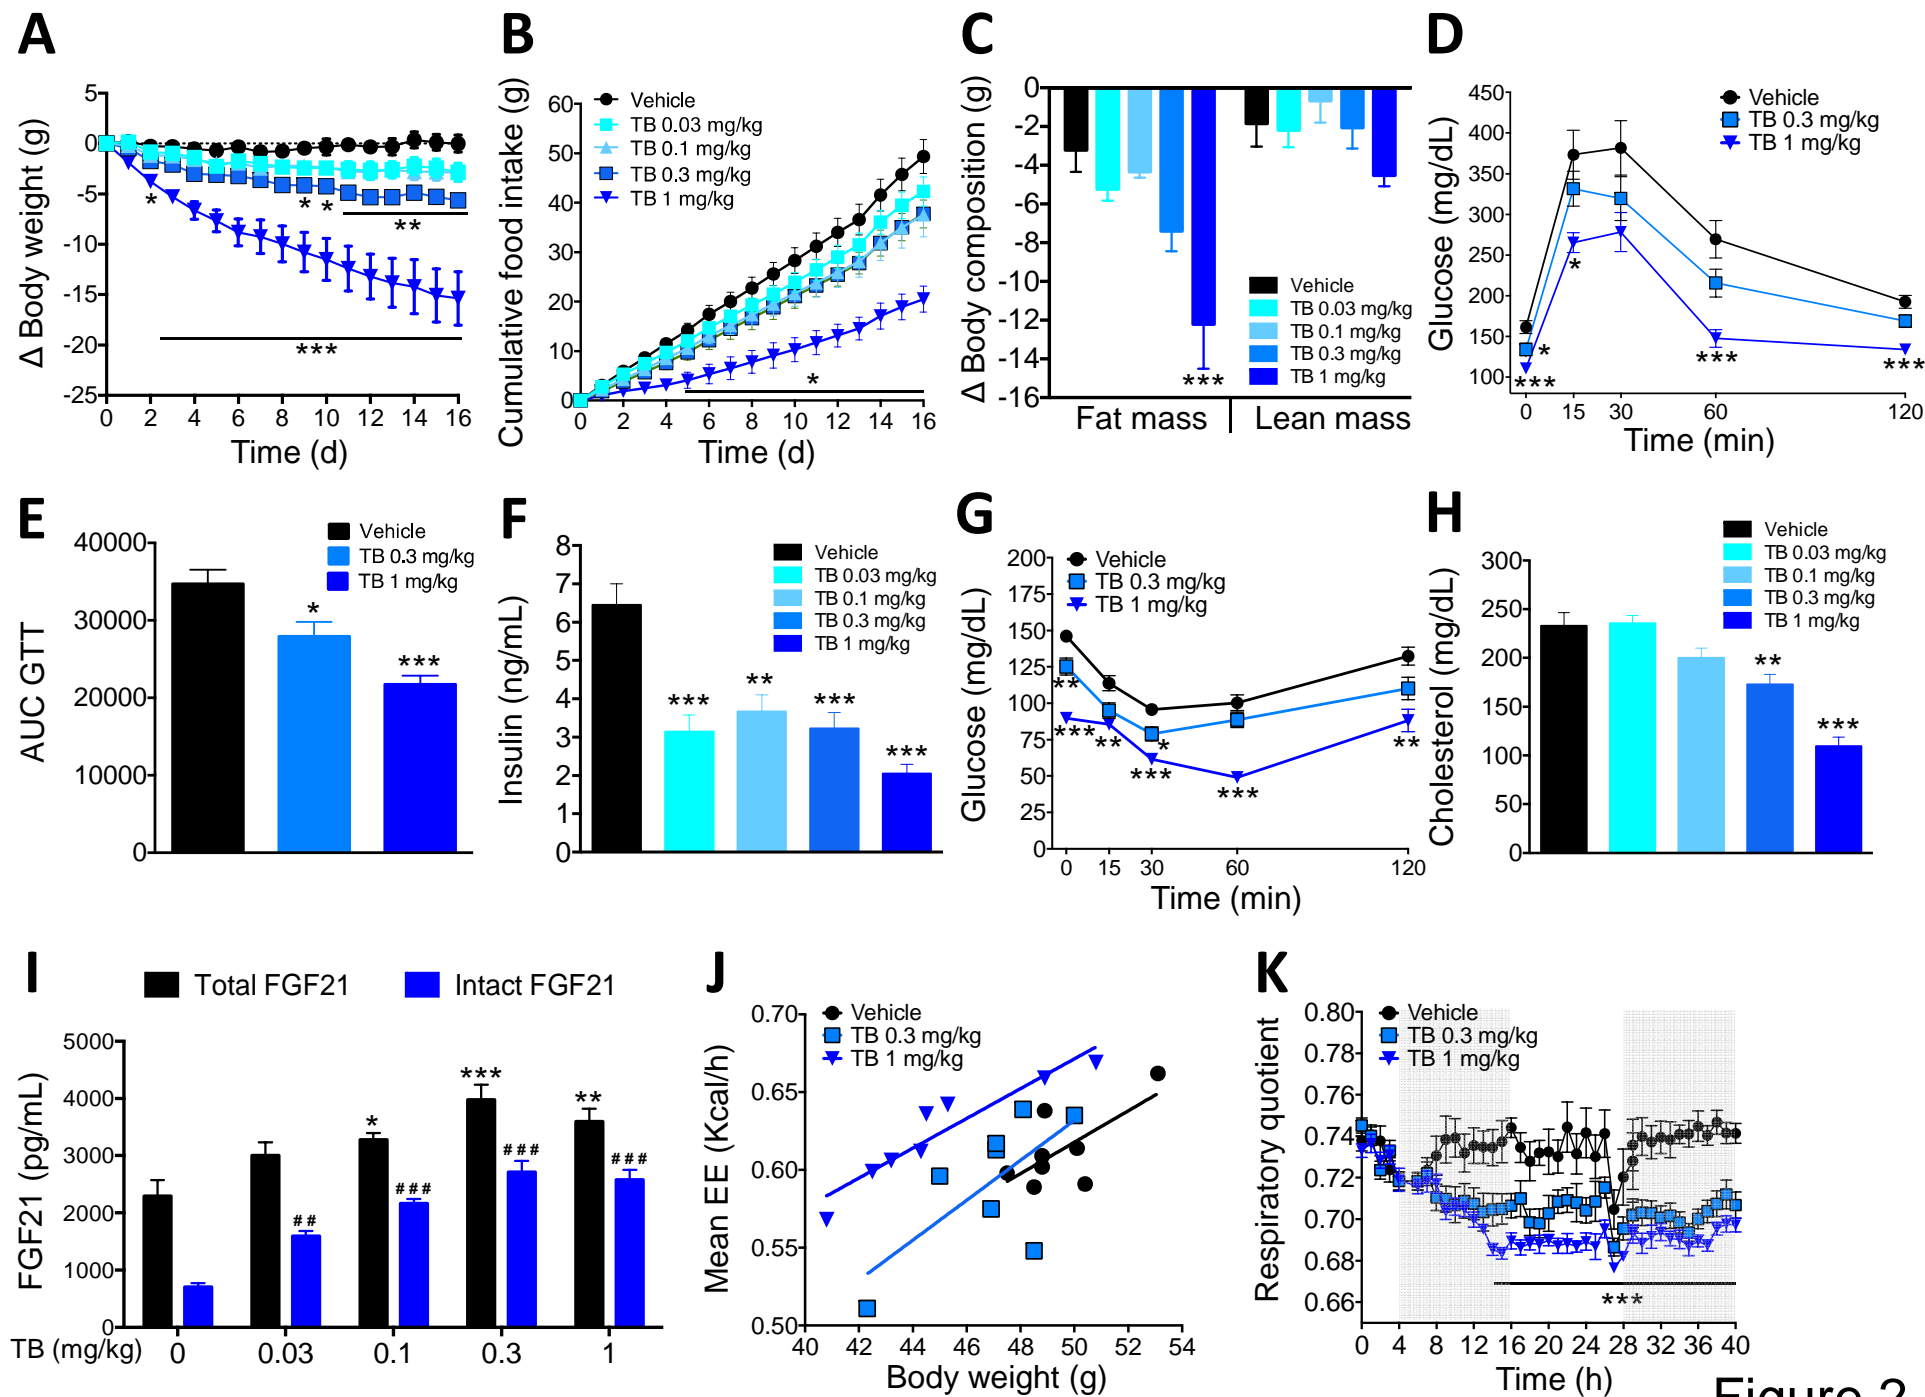 A
Δ Body weight (g)
5
0
-5
-10
-15
-20
-25
*
* *
**
***
0 2 4 6 8 10 12 14 16
Time (d)
B
Cumulative food intake (g)
60
50
40
30
20
10
0
Vehicle
TB 0.03 mg/kg
TB 0.1 mg/kg
TB 0.3 mg/kg
TB 1 mg/kg
*
0 2 4 6 8 10 12 14 16
Time (d)
C
Δ Body composition (g)
0
-2
-4
-6
-8
-10
-12
-14
-16
***
Vehicle
TB 0.03 mg/kg
TB 0.1 mg/kg
TB 0.3 mg/kg
TB 1 mg/kg
Fat mass Lean mass
D
Glucose (mg/dL)
450
400
350
300
250
200
150
100
Vehicle
TB 0.3 mg/kg
TB 1 mg/kg
*
***
*
***
***
0 15 30 60 120
Time (min)
E
AUC GTT
40000
30000
20000
10000
0
Vehicle
TB 0.3 mg/kg
TB 1 mg/kg
*
***
F
Insulin (ng/mL)
8
7
6
5
4
3
2
1
0
Vehicle
TB 0.03 mg/kg
TB 0.1 mg/kg
TB 0.3 mg/kg
TB 1 mg/kg
*** ** *** ***
G
Glucose (mg/dL)
200
175
150
125
100
75
50
25
0
Vehicle
TB 0.3 mg/kg
TB 1 mg/kg
**
***
**
*
***
***
**
0 15 30 60 120
Time (min)
H
Cholesterol (mg/dL)
300
250
200
150
100
50
0
Vehicle
TB 0.03 mg/kg
TB 0.1 mg/kg
TB 0.3 mg/kg
TB 1 mg/kg
**
***
I
Total FGF21 Intact FGF21
FGF21 (pg/mL)
5000
4000
3000
2000
1000
0
##
*
###
***
###
**
###
TB (mg/kg) 0 0.03 0.1 0.3 1
J
Mean EE (Kcal/h)
0.70
0.65
0.60
0.55
0.50
Vehicle
TB 0.3 mg/kg
TB 1 mg/kg
40 42 44 46 48 50 52 54
Body weight (g)
K
Respiratory quotient
0.80
0.78
0.76
0.74
0.72
0.70
0.68
0.66
Vehicle
TB 0.3 mg/kg
TB 1 mg/kg
***
0 4 8 12 16 20 24 28 32 36 40
Time (h)